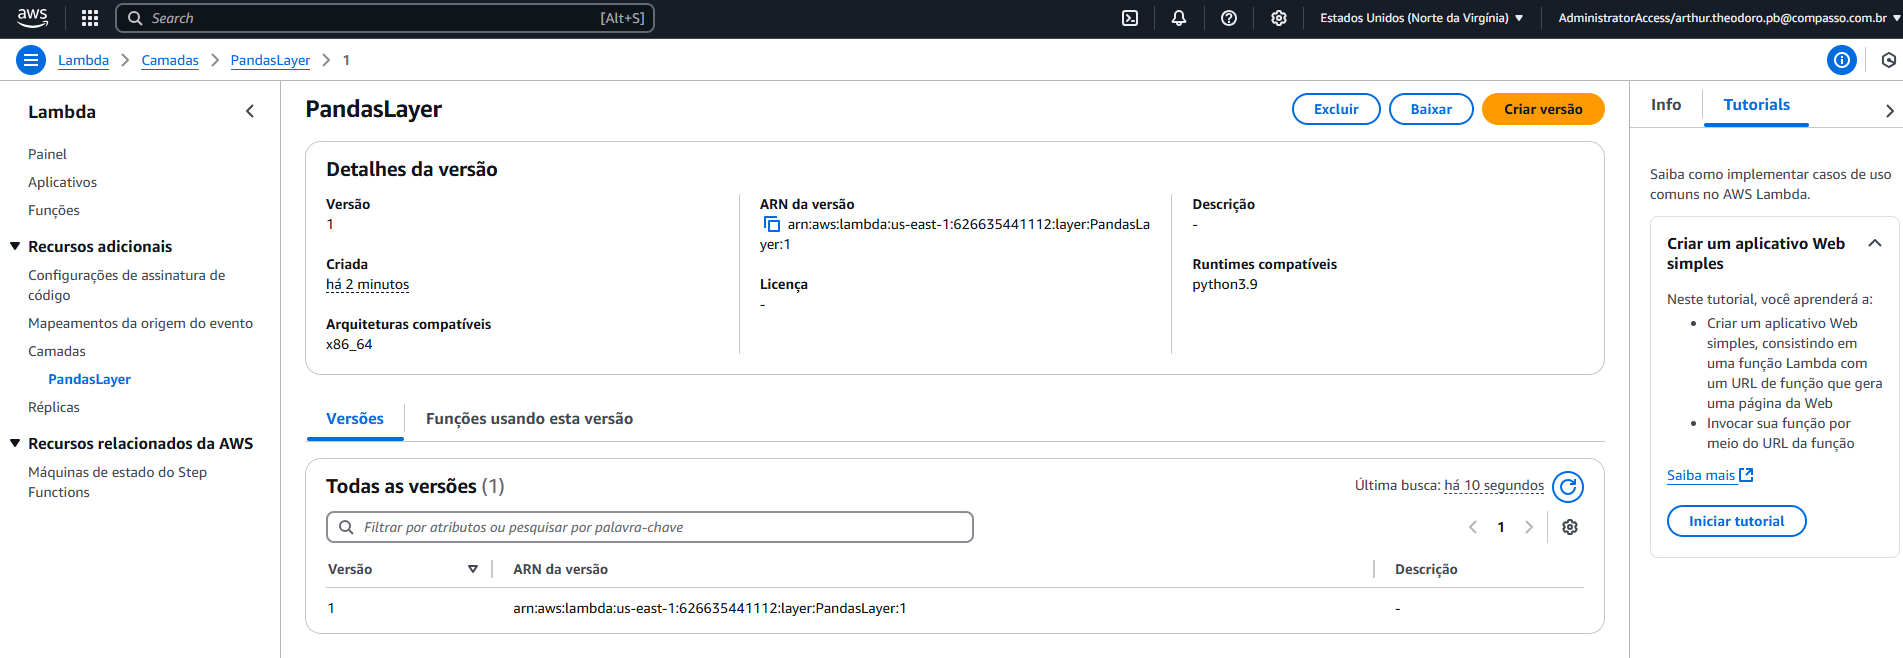 aws
Search [Alt+S]
Estados Unidos (Norte da Virgínia) ▼
AdministratorAccess/arthur.theodoro.pb@compasso.com.br ▼
Lambda > Camadas > PandasLayer > 1
Lambda
Painel
Aplicativos
Funções
▼ Recursos adicionais
Configurações de assinatura de
código
Mapeamentos da origem do evento
Camadas
PandasLayer
Réplicas
▼ Recursos relacionados da AWS
Máquinas de estado do Step
Functions
PandasLayer
Excluir
Baixar
Criar versão
Detalhes da versão
Versão
1
Criada
há 2 minutos
Arquiteturas compatíveis
x86_64
ARN da versão
arn:aws:lambda:us-east-1:626635441112:layer:PandasLa
yer:1
Licença
-
Descrição
-
Runtimes compatíveis
python3.9
Versões
Funções usando esta versão
Todas as versões (1)
Última busca: há 10 segundos
Filtrar por atributos ou pesquisar por palavra-chave
1
Versão
ARN da versão
Descrição
1
arn:aws:lambda:us-east-1:626635441112:layer:PandasLayer:1
-
Info
Tutorials
Saiba como implementar casos de uso
comuns no AWS Lambda.
Criar um aplicativo Web
simples
Neste tutorial, você aprenderá a:
• Criar um aplicativo Web
simples, consistindo em
uma função Lambda com
um URL de função que gera
uma página da Web
• Invocar sua função por
meio do URL da função
Saiba mais
Iniciar tutorial